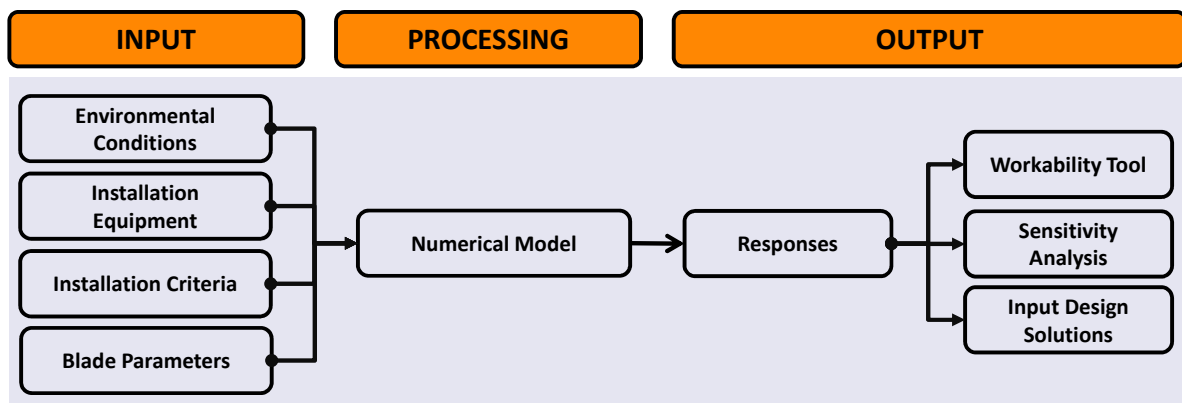 INPUT
PROCESSING
OUTPUT
Environmental
Conditions
Installation
Equipment
Installation Criteria
Blade Parameters
Numerical Model
Responses
Workability Tool
Sensitivity
Analysis
Input Design
Solutions